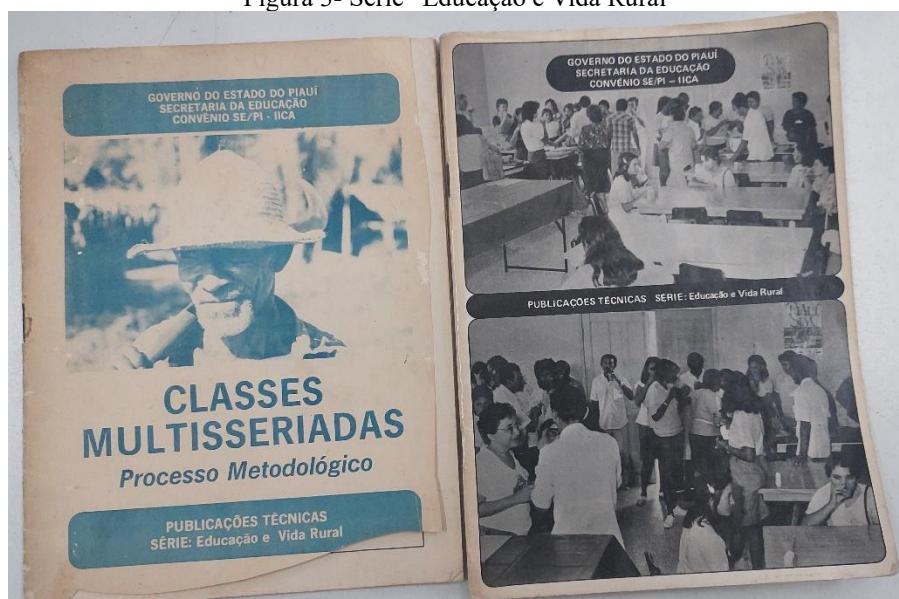 Figura 3- Série "Educação e Vida Rural"
GOVERNO DO ESTADO DO PIAUÍ
SECRETARIA DA EDUCAÇÃO
CONVÊNIO SE/PI - IICA
CLASSES
MULTISSERIADAS
Processo Metodológico
PUBLICAÇÕES TÉCNICAS
SÉRIE: Educação e Vida Rural
GOVERNO DO ESTADO DO PIAUÍ
SECRETARIA DA EDUCAÇÃO
CONVÊNIO SE/PI - IICA
PUBLICAÇÕES TÉCNICAS SÉRIE: Educação e Vida Rural